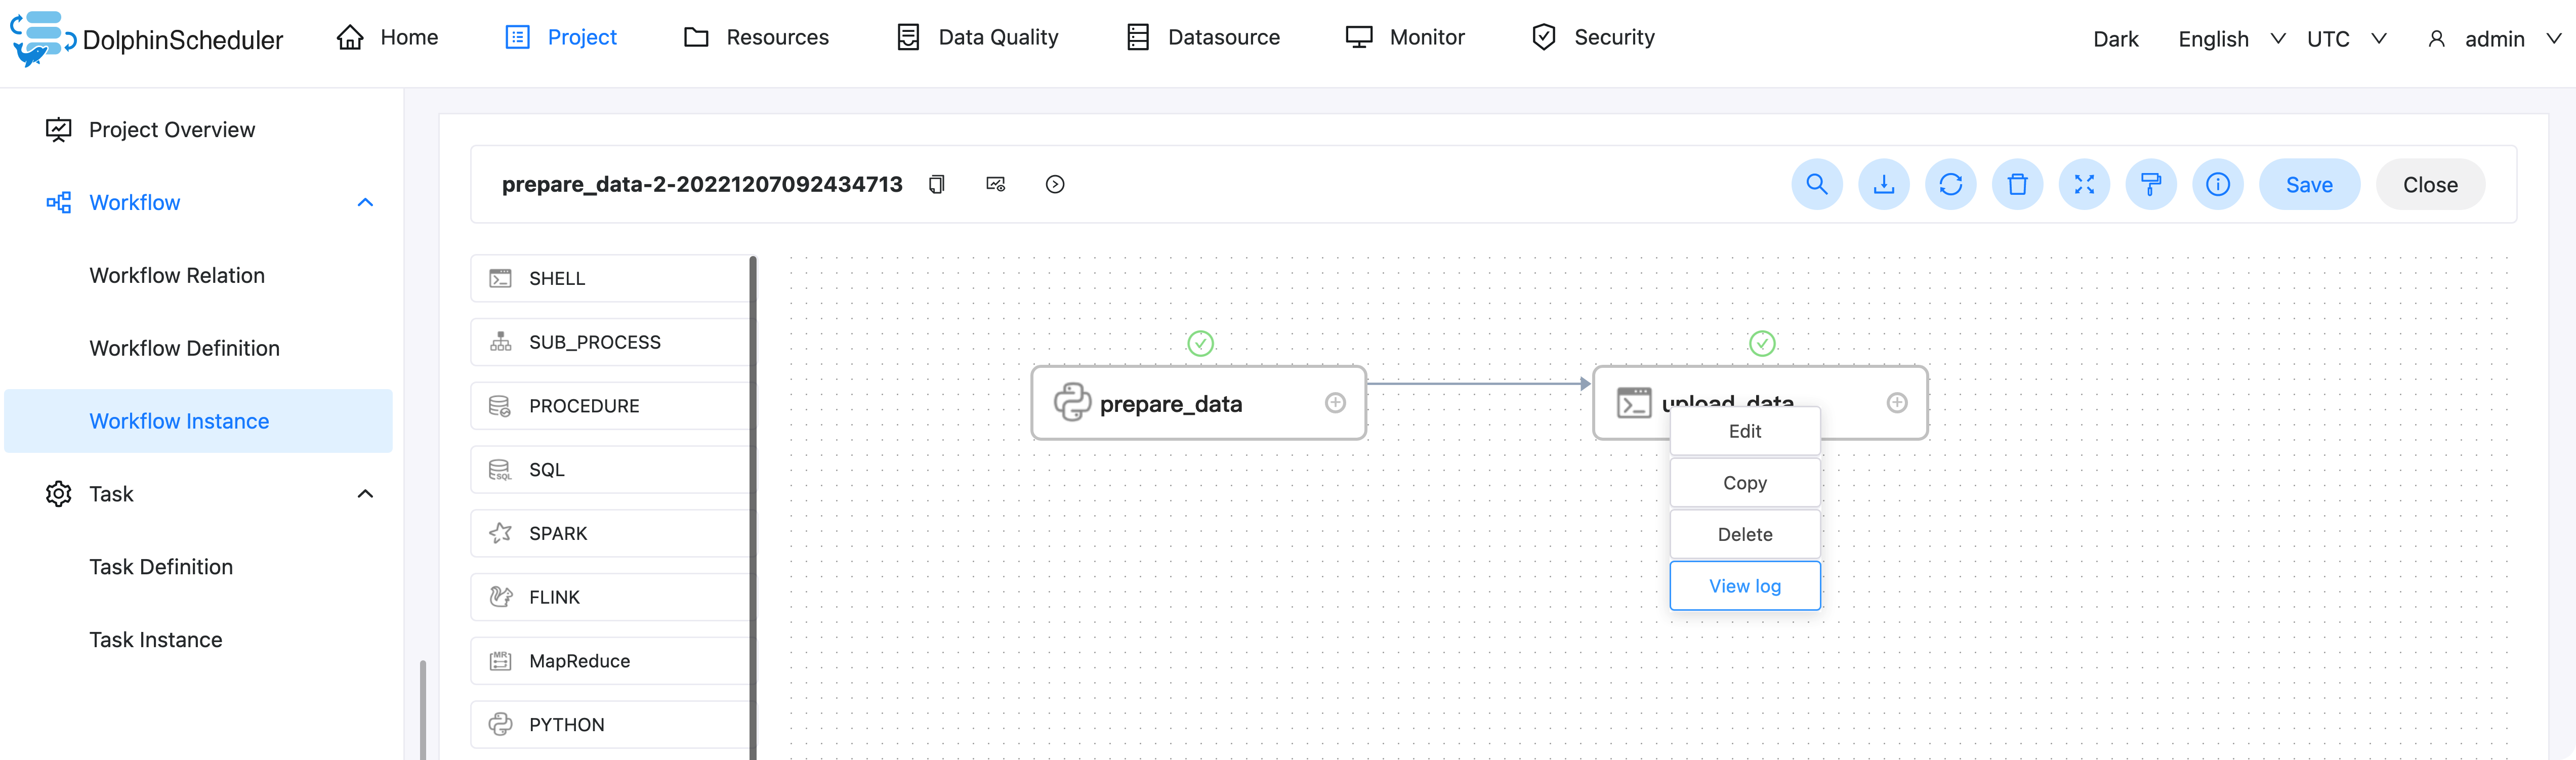 DolphinScheduler Home Project Resources Data Quality Datasource Monitor Security Dark English UTC admin
Project Overview
Workflow
Workflow Relation
Workflow Definition
Workflow Instance
Task
Task Definition
Task Instance
prepare_data-2-20221207092434713 Save Close
SHELL
SUB_PROCESS
PROCEDURE
SQL
SPARK
FLINK
MapReduce
PYTHON
prepare_data
upload_data
Edit
Copy
Delete
View log